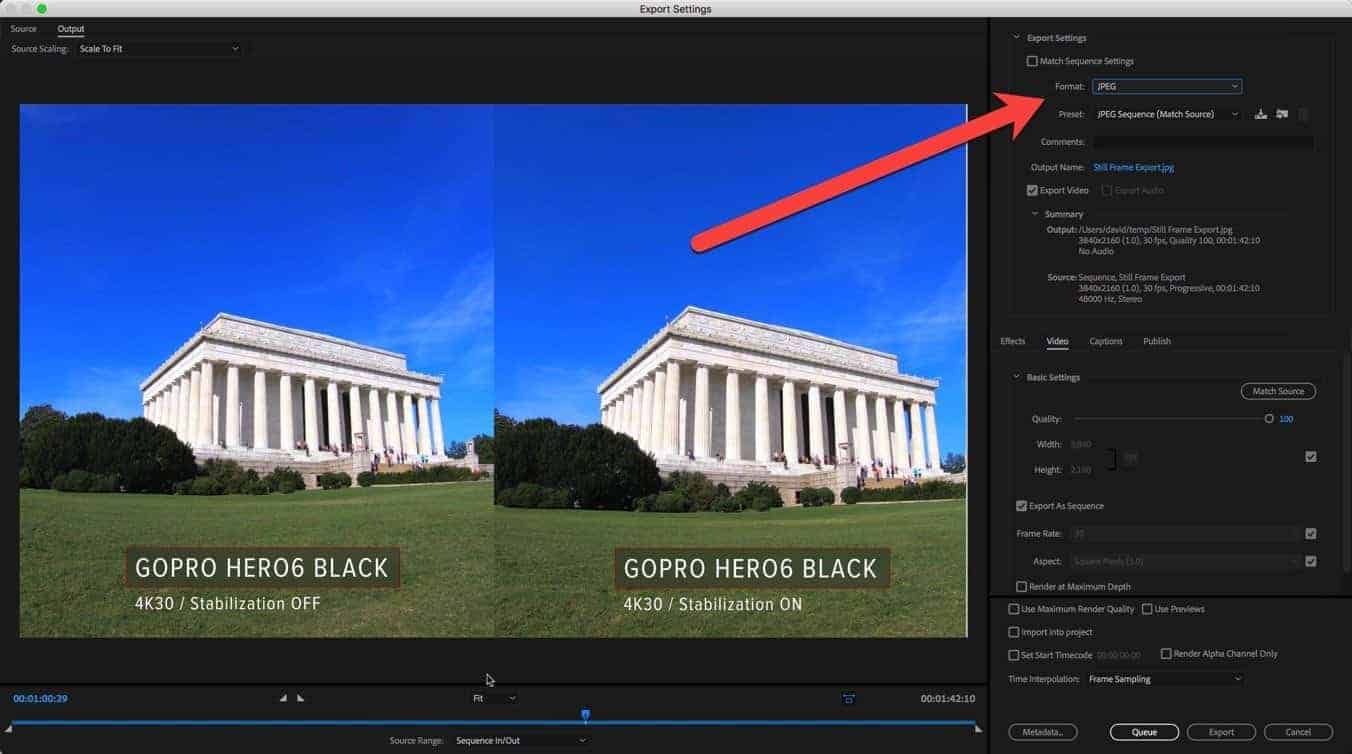 Export Settings
Source Output
Source Scaling: Scale To Fit
GOPRO HERO6 BLACK
4K30 / Stabilization OFF
GOPRO HERO6 BLACK
4K30 / Stabilization ON
00:01:00:29
Fit
00:01:42:10
Source Range: Sequence In/Out
Export Settings
Match Sequence Settings
Format: JPEG
Preset: JPEG Sequence (Match Source)
Comments:
Output Name: Still Frame Export.jpg
Export Video Export Audio
Summary
Output: /Users/david/temp/Still Frame Export.jpg
3840x2160 (1.0), 30 fps, Quality 100, 00:01:42:10
No Audio
Source: Sequence, Still Frame Export
3840x2160 (1.0), 30 fps, Progressive, 00:01:42:10
48000 Hz, Stereo
Effects Video Captions Publish
Basic Settings
Match Source
Quality: 100
Width: 3,840
Height: 2,160
Export As Sequence
Frame Rate: 30
Aspect: Square Pixels (1.0)
Render at Maximum Depth
Use Maximum Render Quality Use Previews
Import into project
Set Start Timecode 00:00:00:00 Render Alpha Channel Only
Time Interpolation: Frame Sampling
Metadata... Queue Export Cancel